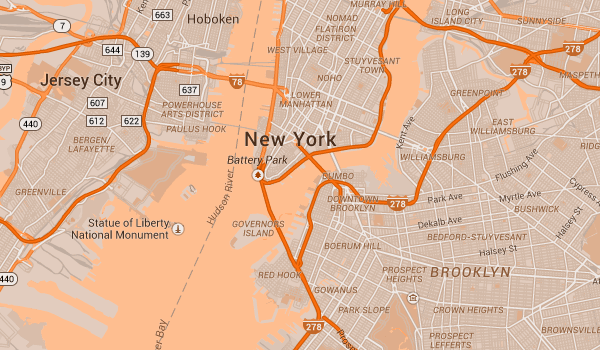 MURRAY HILL
663
Hoboken
NOMAD
LONG
ISLAND CITY
SUNNYSIDE
7
FLATIRON
DISTRICT
644
139
WEST VILLAGE
278
STUYVESANT
TOWN
278
MASPETH
Jersey City
78
NOHO
637
GREENPOINT
LOWER
MANHATTAN
607
POWERHOUSE
ARTS DISTRICT
612
622
440
PAULUS HOOK
EAST
WILLIAMSBURG
Kent Ave
New York
BERGEN/
LAFAYETTE
WILLIAMSBURG
Battery Park
Flushing Ave
DUMBO
GREENVILLE
Hudson River
DOWNTOWN
BROOKLYN
278
Park Ave
Myrtle Ave
BUSHWICK
Statue of Liberty
National Monument
GOVERNORS
ISLAND
Dekalb Ave
Halsey St
BEDFORD-STUYVESANT
BOERUM HILL
Halsey St
440
RED HOOK
PROSPECT
HEIGHTS
BROOKLYN
GOWANUS
PARK SLOPE
CROWN HEIGHTS
278
BROWNSVILLE
PROSPECT
LEFFERTS